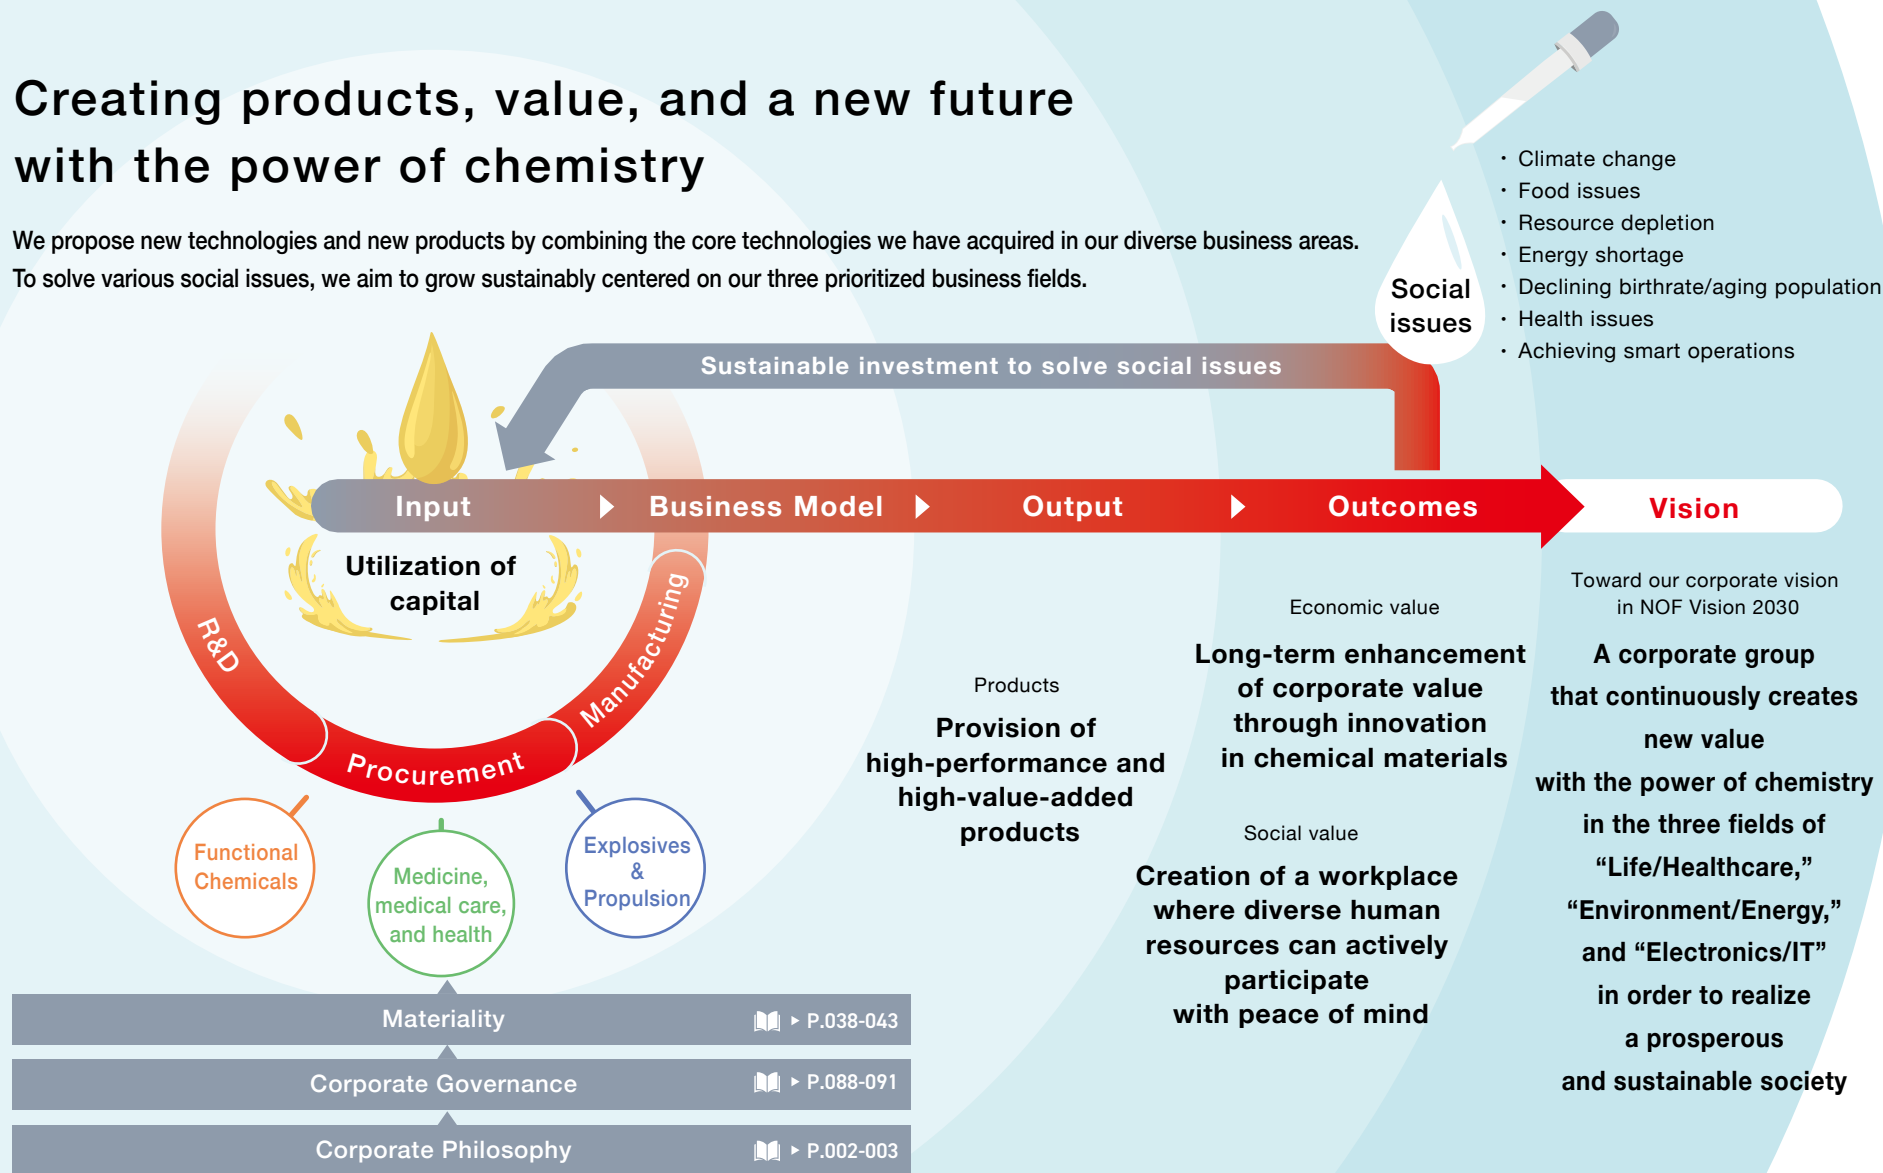 Creating products, value, and a new future
with the power of chemistry
We propose new technologies and new products by combining the core technologies we have acquired in our diverse business areas.
To solve various social issues, we aim to grow sustainably centered on our three prioritized business fields.
Social
issues
・ Climate change
・ Food issues
・ Resource depletion
・ Energy shortage
・ Declining birthrate/aging population
・ Health issues
・ Achieving smart operations
Sustainable investment to solve social issues
Input
Business Model
Output
Outcomes
Vision
Utilization of
capital
R&D
Procurement
Manufacturing
Functional
Chemicals
Medicine,
medical care,
and health
Explosives
&
Propulsion
Products
Provision of
high-performance and
high-value-added
products
Economic value
Long-term enhancement
of corporate value
through innovation
in chemical materials
Social value
Creation of a workplace
where diverse human
resources can actively
participate
with peace of mind
Toward our corporate vision
in NOF Vision 2030
A corporate group
that continuously creates
new value
with the power of chemistry
in the three fields of
“Life/Healthcare,”
“Environment/Energy,”
and “Electronics/IT”
in order to realize
a prosperous
and sustainable society
Materiality P.038-043
Corporate Governance P.088-091
Corporate Philosophy P.002-003